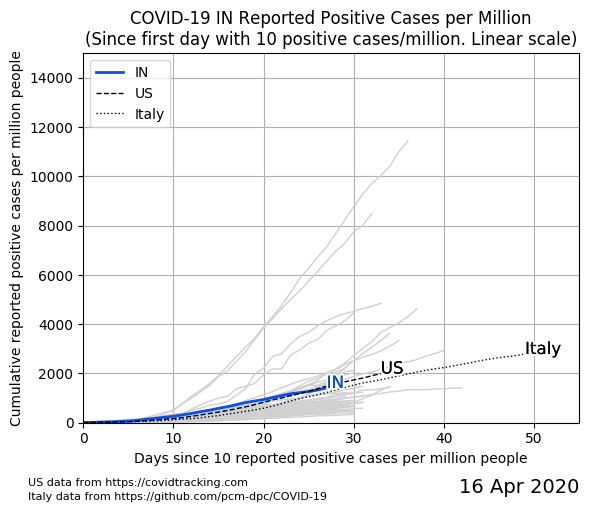 COVID-19 IN Reported Positive Cases per Million
(Since first day with 10 positive cases/million. Linear scale)
Cumulative reported positive cases per million people
14000
12000
10000
8000
6000
4000
2000
0
IN
US
Italy
IN
US
Italy
0 10 20 30 40 50
Days since 10 reported positive cases per million people
US data from https://covidtracking.com
Italy data from https://github.com/pcm-dpc/COVID-19
16 Apr 2020